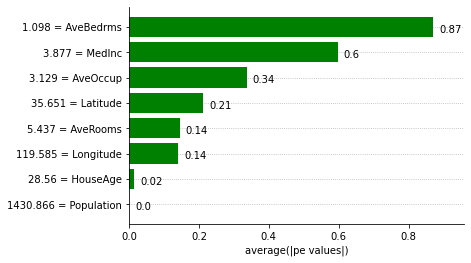 1.098 = AveBedrms
0.87
3.877 = MedInc
0.6
3.129 = AveOccup
0.34
35.651 = Latitude
0.21
5.437 = AveRooms
0.14
119.585 = Longitude
0.14
28.56 = HouseAge
0.02
1430.866 = Population
0.0
0.0 0.2 0.4 0.6 0.8
average(|pe values|)